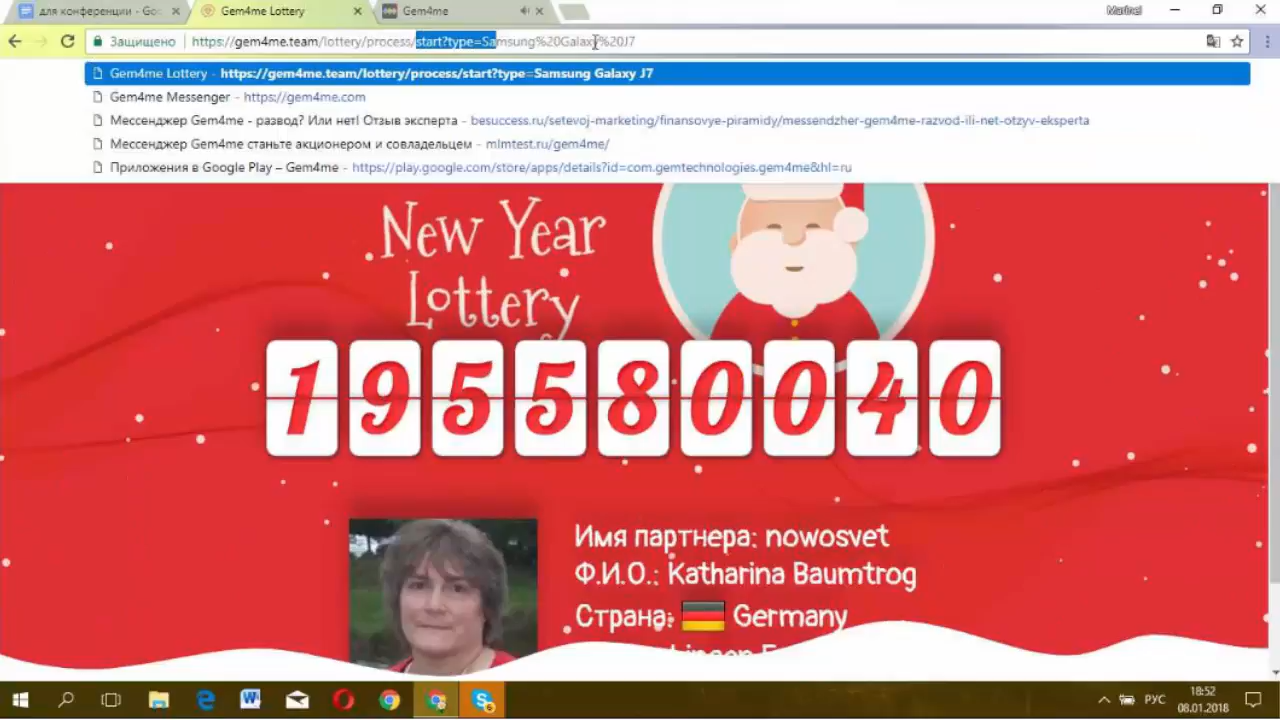 для конференции - Goo
Gem4me Lottery
Gem4me
Marinel
Защищено
https://gem4me.team/lottery/process/start?type=Samsung%20Galaxy%20J7
Gem4me Lottery - https://gem4me.team/lottery/process/start?type=Samsung Galaxy J7
Gem4me Messenger - https://gem4me.com
Мессенджер Gem4me - развод? Или нет! Отзыв эксперта - besuccess.ru/setevoj-marketing/finansovye-piramidy/messendzher-gem4me-razvod-ili-net-otzyv-eksperta
Мессенджер Gem4me станьте акционером и совладельцем - mlmtest.ru/gem4me/
Приложения в Google Play – Gem4me - https://play.google.com/store/apps/details?id=com.gemtechnologies.gem4me&hl=ru
New Year
Lottery
195580040
Имя партнера: nowosvet
Ф.И.О.: Katharina Baumtrog
Страна: Germany
РУС
18:52
08.01.2018